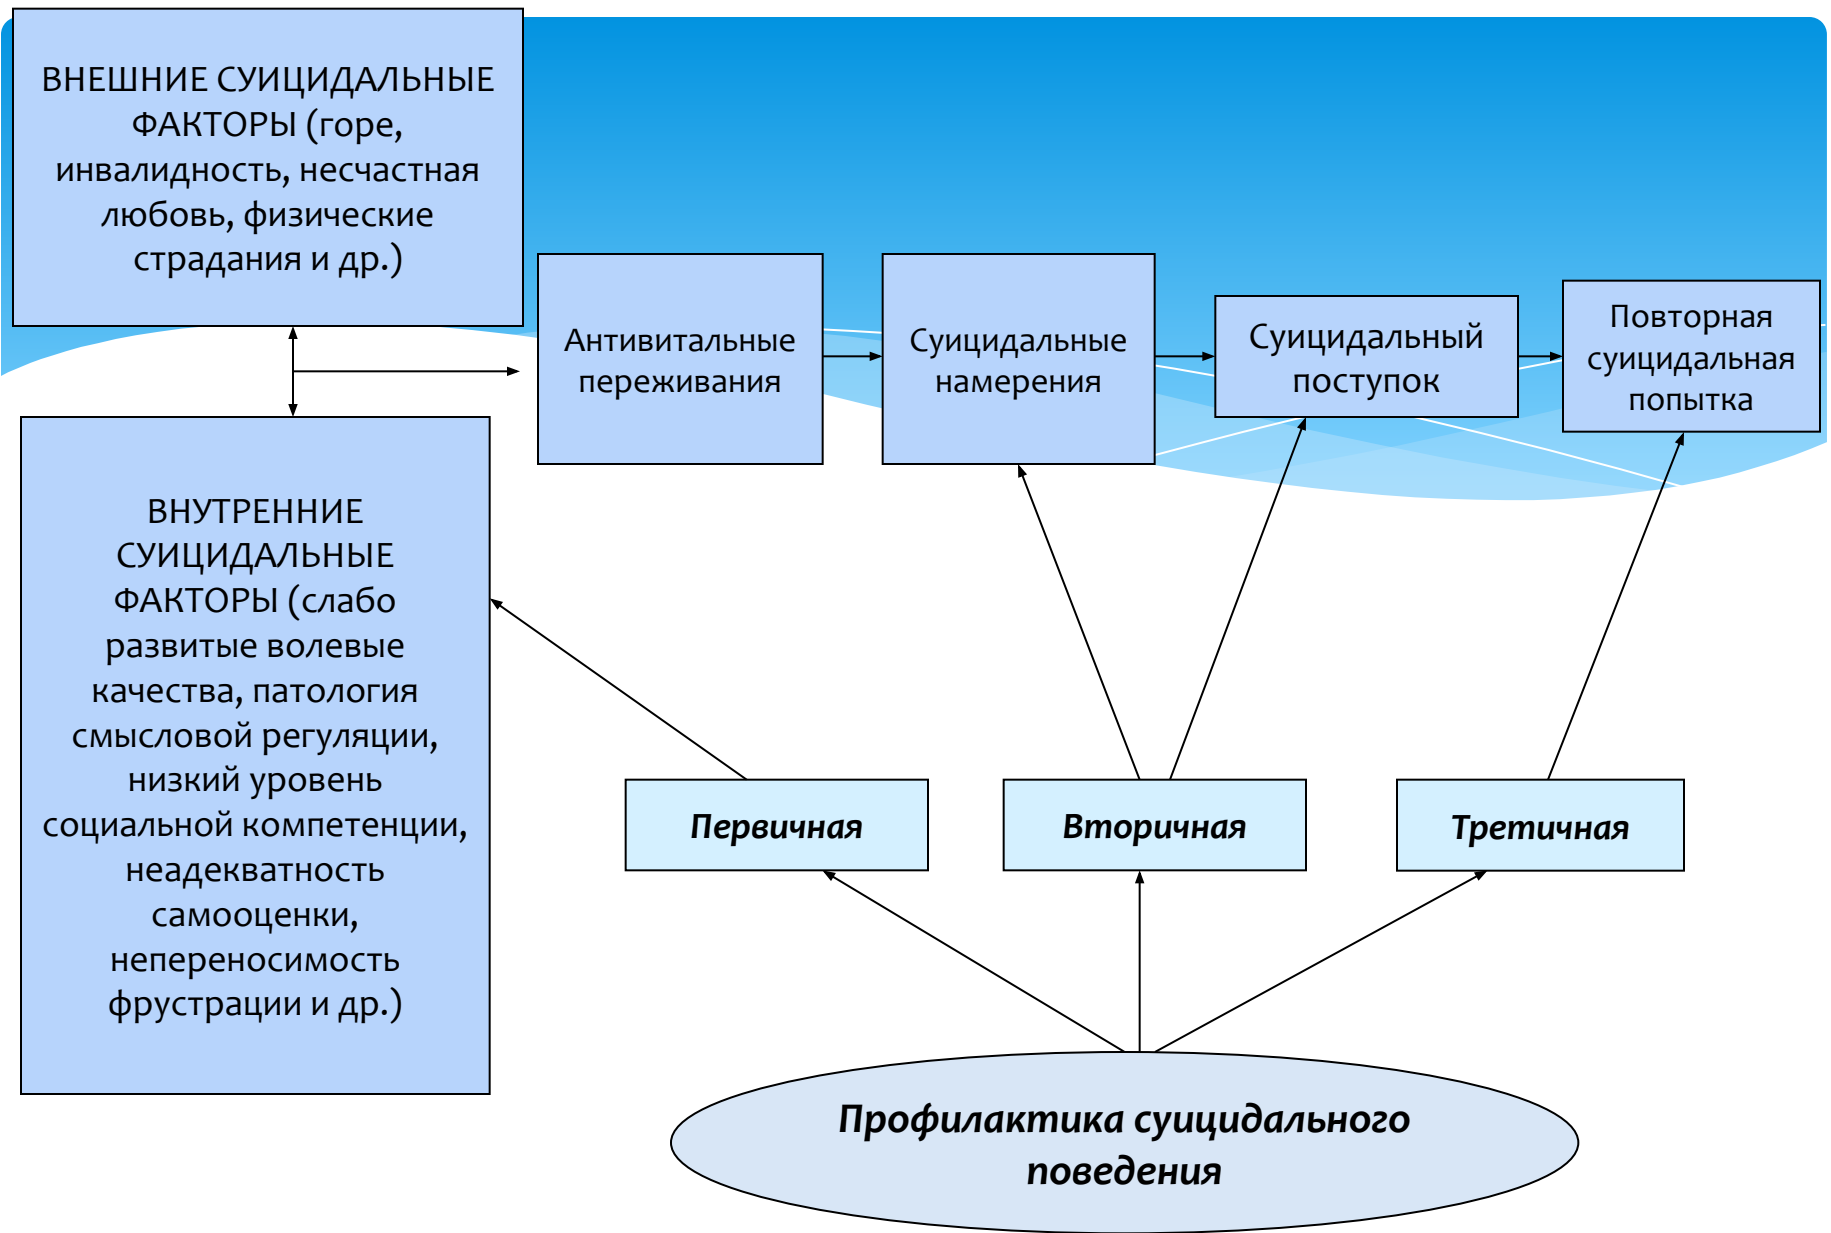 ВНЕШНИЕ СУИЦИДАЛЬНЫЕ
ФАКТОРЫ (горе,
инвалидность, несчастная
любовь, физические
страдания и др.)
Антивитальные
переживания
Суицидальные
намерения
Суицидальный
поступок
Повторная
суицидальная
попытка
ВНУТРЕННИЕ
СУИЦИДАЛЬНЫЕ
ФАКТОРЫ (слабо
развитые волевые
качества, патология
смысловой регуляции,
низкий уровень
социальной компетенции,
неадекватность
самооценки,
непереносимость
фрустрации и др.)
Первичная
Вторичная
Третичная
Профилактика суицидального
поведения